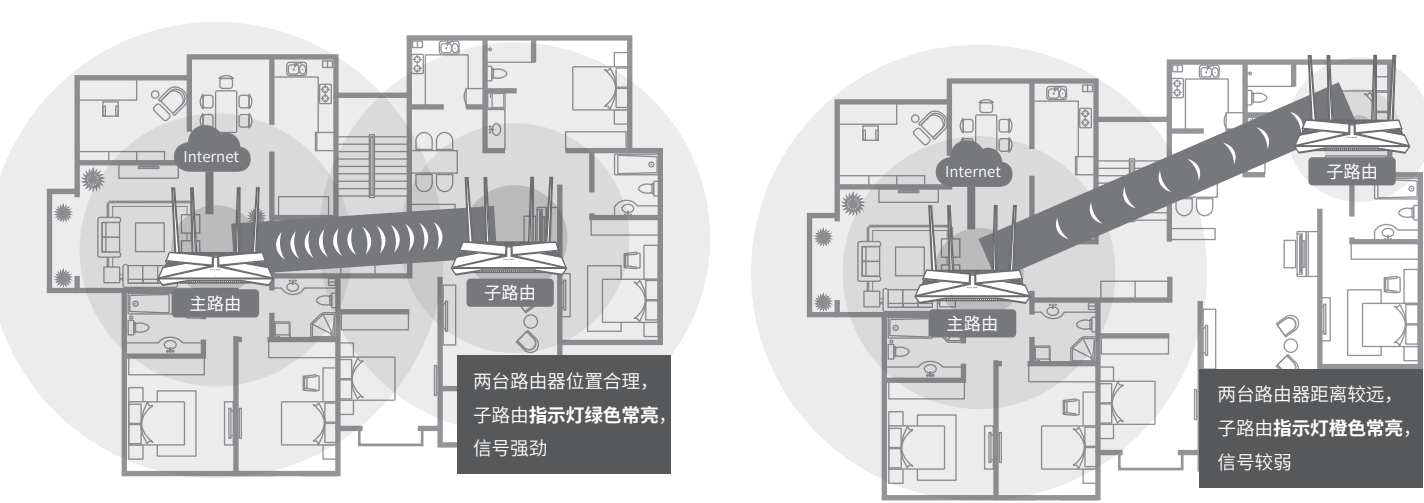 Internet
主路由
子路由
两台路由器位置合理，
子路由指示灯绿色常亮，
信号强劲
Internet
主路由
子路由
两台路由器距离较远，
子路由指示灯橙色常亮，
信号较弱